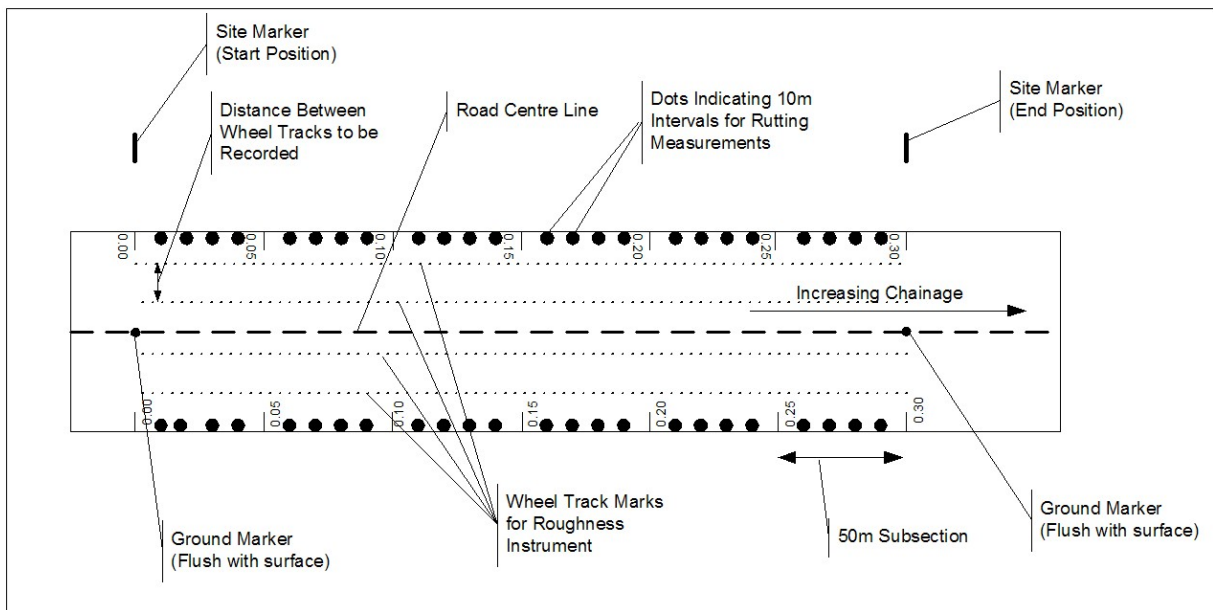 Site Marker
(Start Position)
Distance Between
Wheel Tracks to be
Recorded
Road Centre Line
Dots Indicating 10m
Intervals for Rutting
Measurements
Site Marker
(End Position)
0.00
0.05
0.10
0.15
0.20
0.25
0.30
Increasing Chainage
0.00
0.05
0.10
0.15
0.20
0.25
0.30
Ground Marker
(Flush with surface)
Wheel Track Marks
for Roughness
Instrument
50m Subsection
Ground Marker
(Flush with surface)